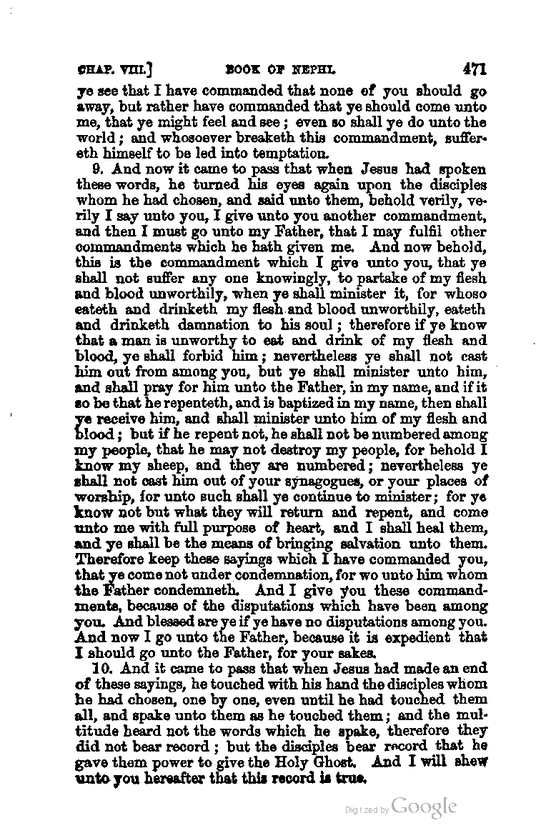 CHAP. VIII.] BOOK OF NEPHI. 471
ye see that I have commanded that none of you should go
away, but rather have commanded that ye should come unto
me, that ye might feel and see; even so shall ye do unto the
world; and whosoever breaketh this commandment, suffer-
eth himself to be led into temptation.
9. And now it came to pass that when Jesus had spoken
these words, he turned his eyes again upon the disciples
whom he had chosen, and said unto them, behold verily, ve-
rily I say unto you, I give unto you another commandment,
and then I must go unto my Father, that I may fulfil other
commandments which he hath given me. And now behold,
this is the commandment which I give unto you, that ye
shall not suffer any one knowingly, to partake of my flesh
and blood unworthily, when ye shall minister it, for whoso
eateth and drinketh my flesh and blood unworthily, eateth
and drinketh damnation to his soul; therefore if ye know
that a man is unworthy to eat and drink of my flesh and
blood, ye shall forbid him; nevertheless ye shall not cast
him out from among you, but ye shall minister unto him,
and shall pray for him unto the Father, in my name, and if it
so be that he repenteth, and is baptized in my name, then shall
ye receive him, and shall minister unto him of my flesh and
blood; but if he repent not, he shall not be numbered among
my people, that he may not destroy my people, for behold I
know my sheep, and they are numbered; nevertheless ye
shall not cast him out of your synagogues, or your places of
worship, for unto such shall ye continue to minister; for ye
know not but what they will return and repent, and come
unto me with full purpose of heart, and I shall heal them,
and ye shall be the means of bringing salvation unto them.
Therefore keep these sayings which I have commanded you,
that ye come not under condemnation, for wo unto him whom
the Father condemneth. And I give you these command-
ments, because of the disputations which have been among
you. And blessed are ye if ye have no disputations among you.
And now I go unto the Father, because it is expedient that
I should go unto the Father, for your sakes.
10. And it came to pass that when Jesus had made an end
of these sayings, he touched with his hand the disciples whom
he had chosen, one by one, even until he had touched them
all, and spake unto them as he touched them; and the mul-
titude heard not the words which he spake, therefore they
did not bear record; but the disciples bear record that he
gave them power to give the Holy Ghost. And I will shew
unto you hereafter that this record is true.
Digitized by Google